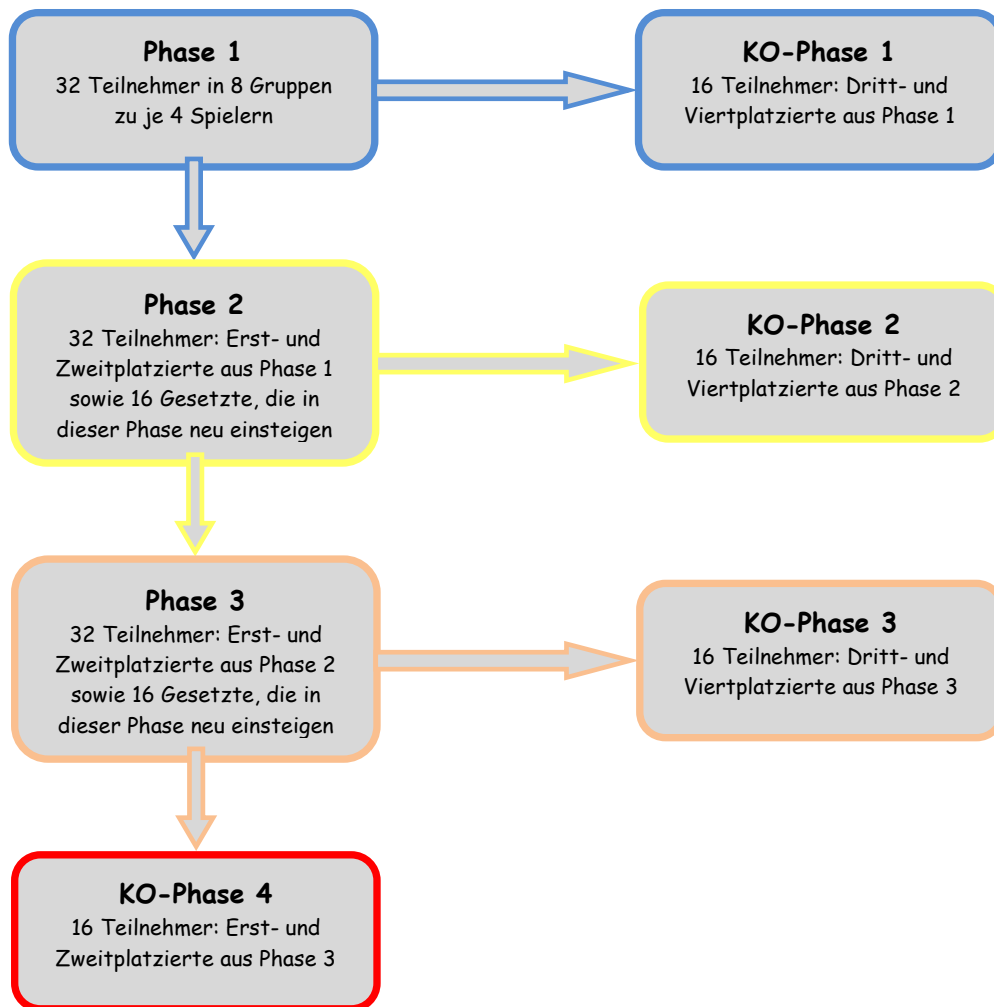 Phase 1
32 Teilnehmer in 8 Gruppen
zu je 4 Spielern
KO-Phase 1
16 Teilnehmer: Dritt- und
Viertplatzierte aus Phase 1
Phase 2
32 Teilnehmer: Erst- und
Zweitplatzierte aus Phase 1
sowie 16 Gesetzte, die in
dieser Phase neu einsteigen
KO-Phase 2
16 Teilnehmer: Dritt- und
Viertplatzierte aus Phase 2
Phase 3
32 Teilnehmer: Erst- und
Zweitplatzierte aus Phase 2
sowie 16 Gesetzte, die in
dieser Phase neu einsteigen
KO-Phase 3
16 Teilnehmer: Dritt- und
Viertplatzierte aus Phase 3
KO-Phase 4
16 Teilnehmer: Erst- und
Zweitplatzierte aus Phase 3